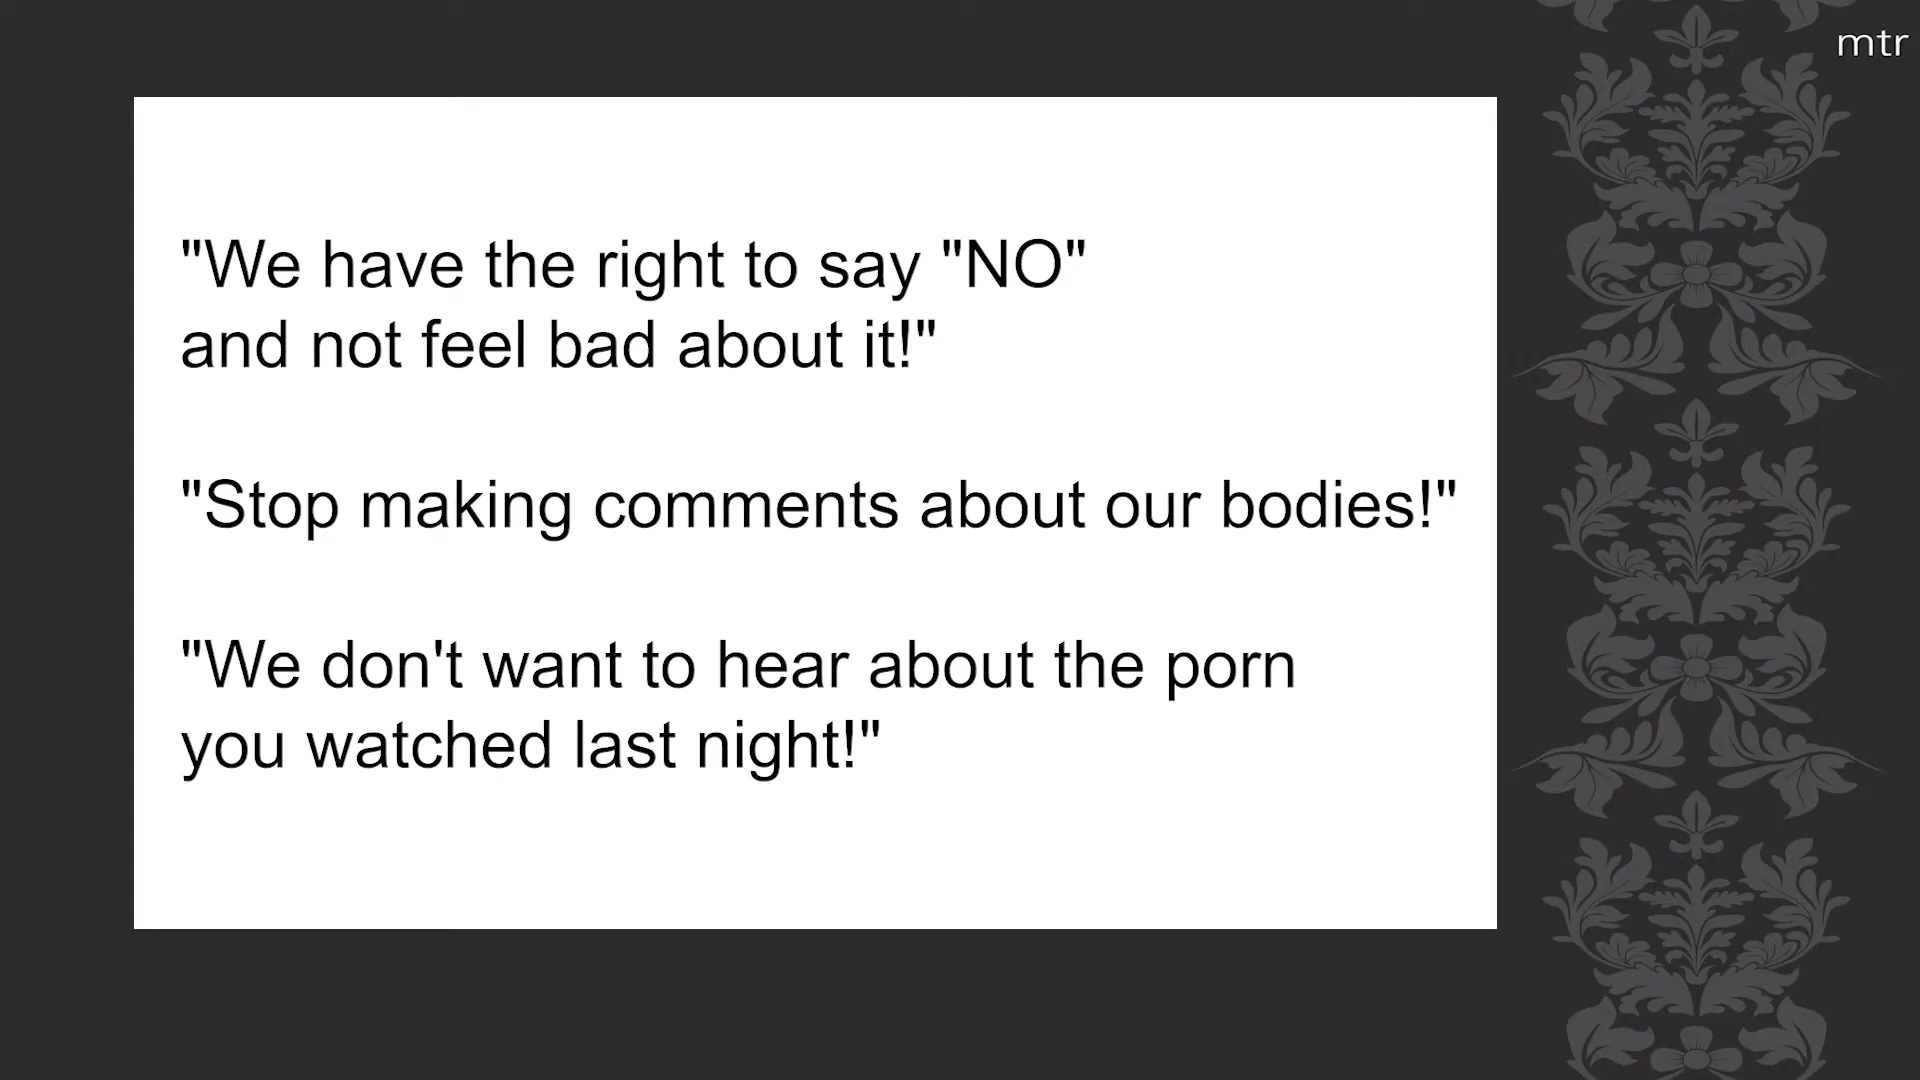 mtr
"We have the right to say "NO"
and not feel bad about it!"
"Stop making comments about our bodies!"
"We don't want to hear about the porn
you watched last night!"